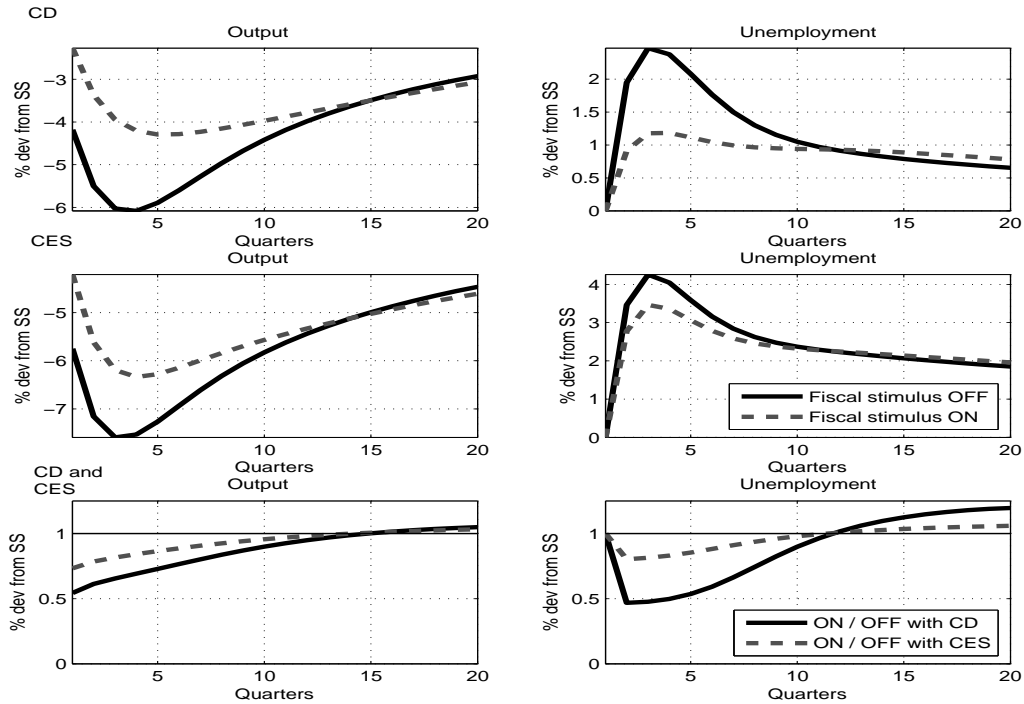 CD
Output
% dev from SS
−3
−4
−5
−6
5
10
15
20
Quarters
Unemployment
% dev from SS
2
1.5
1
0.5
0
5
10
15
20
Quarters
CES
Output
% dev from SS
−5
−6
−7
5
10
15
20
Quarters
Unemployment
% dev from SS
4
3
2
1
0
5
10
15
20
Quarters
Fiscal stimulus OFF
Fiscal stimulus ON
CD and
CES
Output
% dev from SS
1
0.5
0
5
10
15
20
Quarters
Unemployment
% dev from SS
1
0.5
0
5
10
15
20
Quarters
ON / OFF with CD
ON / OFF with CES